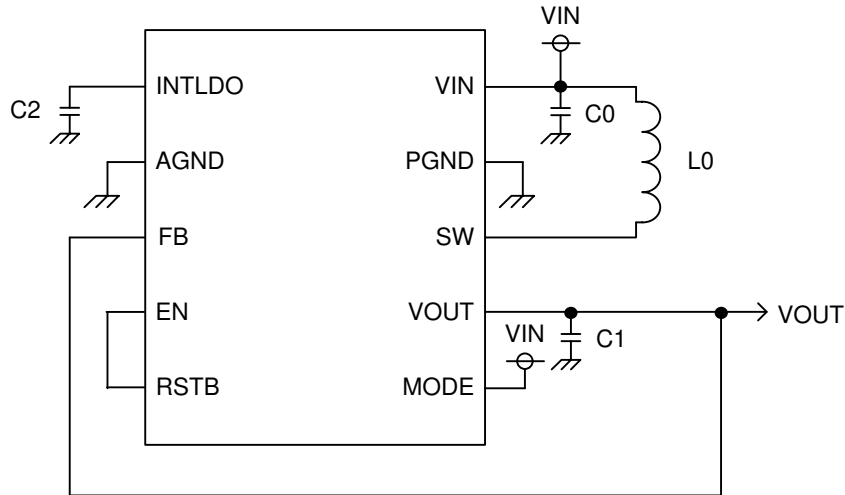 VIN
INTLDO
VIN
C2
C0
AGND
PGND
L0
FB
SW
EN
VOUT
VIN
C1
VOUT
RSTB
MODE